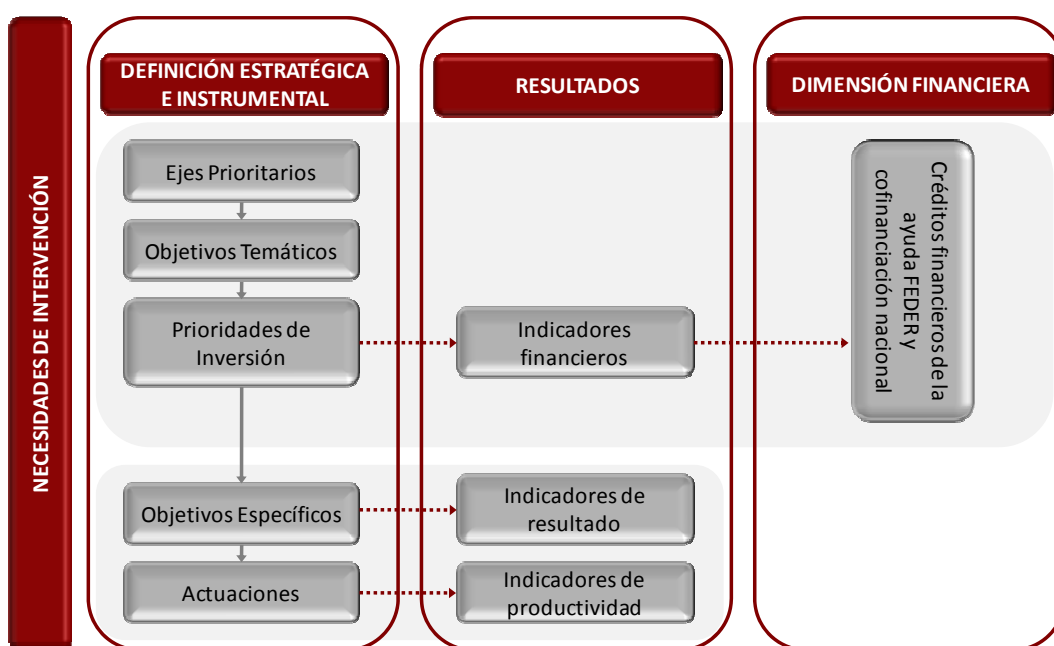 NECESIDADES DE INTERVENCIÓN
DEFINICIÓN ESTRATÉGICA
E INSTRUMENTAL
RESULTADOS
DIMENSIÓN FINANCIERA
Ejes Prioritarios
Objetivos Temáticos
Prioridades de
Inversión
Indicadores
financieros
Créditos financieros de la
ayuda FEDER y
cofinanciación nacional
Objetivos Específicos
Indicadores de
resultado
Actuaciones
Indicadores de
productividad